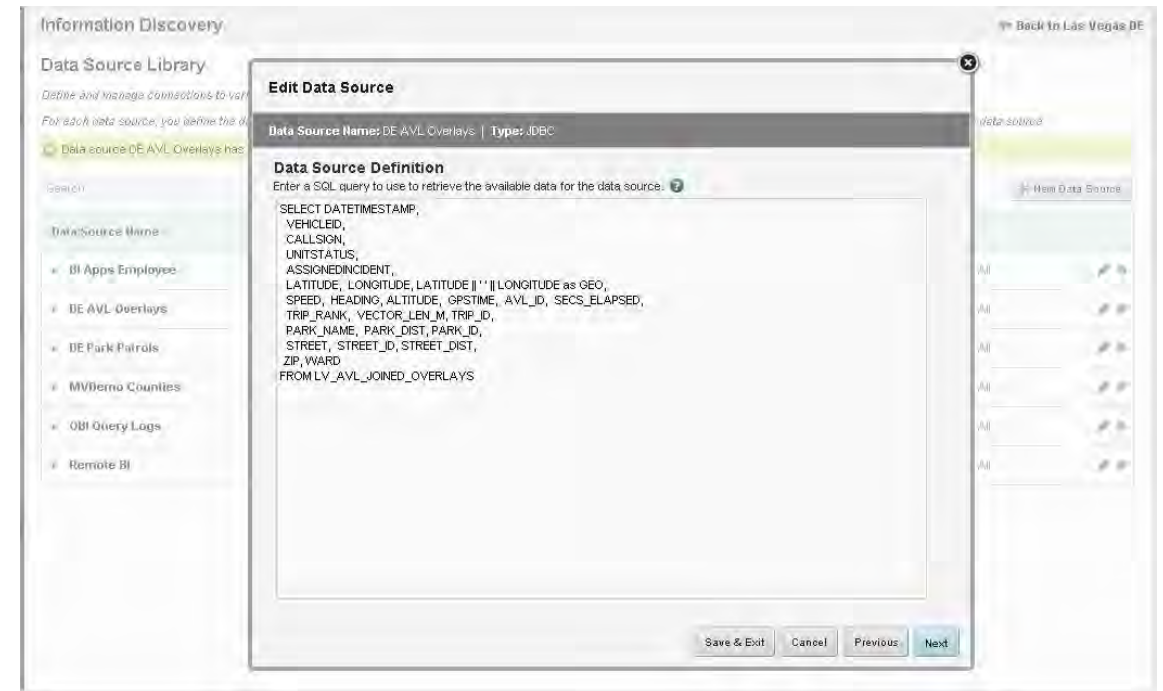 Information Discovery
Back to Las Vegas DE
Data Source Library
Define and manage connections to
For each data source, you define the
data source
Data source DE AVL Overlays has
Search
New Data Source
Data Source Name
BI Apps Employee
All
DE AVL Overlays
All
DE Park Patrols
All
MVDemo Counties
All
OBI Query Logs
All
Remote BI
All
Edit Data Source
Data Source Name: DE AVL Overlays | Type: JDBC
Data Source Definition
Enter a SQL query to use to retrieve the available data for the data source.
SELECT DATETIMESTAMP,
VEHICLEID,
CALLSIGN,
UNITSTATUS,
ASSIGNEDINCIDENT,
LATITUDE, LONGITUDE, LATITUDE || ' ' || LONGITUDE as GEO,
SPEED, HEADING, ALTITUDE, GPSTIME, AVL_ID, SECS_ELAPSED,
TRIP_RANK, VECTOR_LEN_M, TRIP_ID,
PARK_NAME, PARK_DIST, PARK_ID,
STREET, STREET_ID, STREET_DIST,
ZIP, WARD
FROM LV_AVL_JOINED_OVERLAYS
Save & Exit
Cancel
Previous
Next